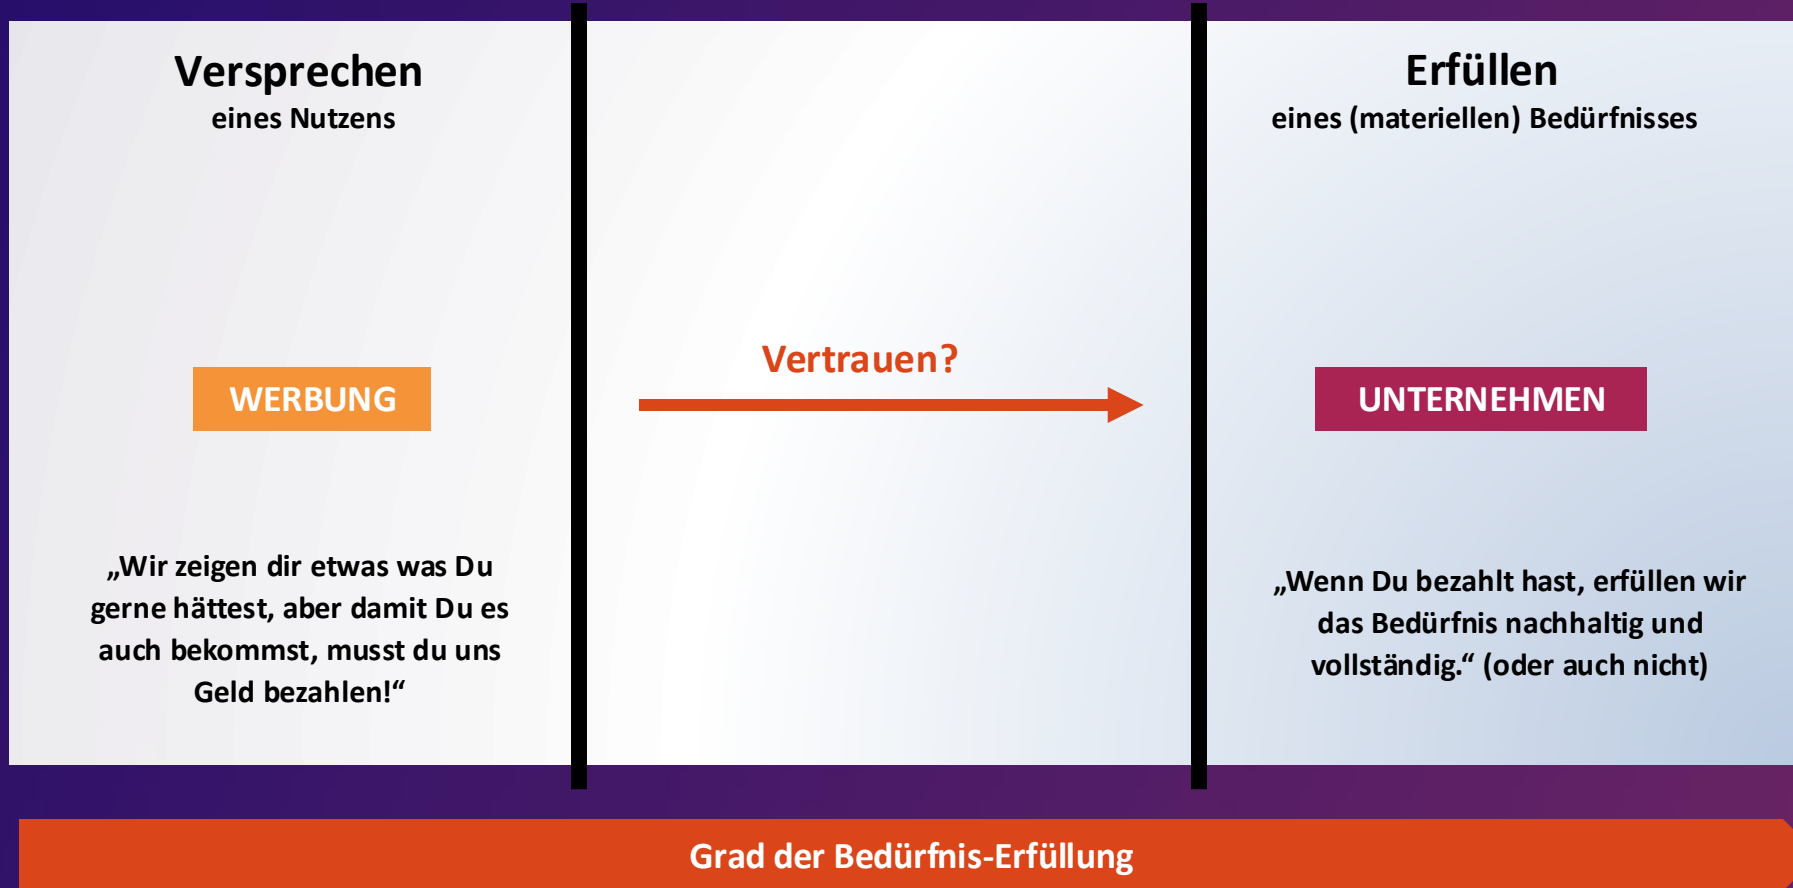 Versprechen
eines Nutzens
WERBUNG
„Wir zeigen dir etwas was Du
gerne hättest, aber damit Du es
auch bekommst, musst du uns
Geld bezahlen!“
Vertrauen?
Erfüllen
eines (materiellen) Bedürfnisses
UNTERNEHMEN
„Wenn Du bezahlt hast, erfüllen wir
das Bedürfnis nachhaltig und
vollständig.“ (oder auch nicht)
Grad der Bedürfnis-Erfüllung